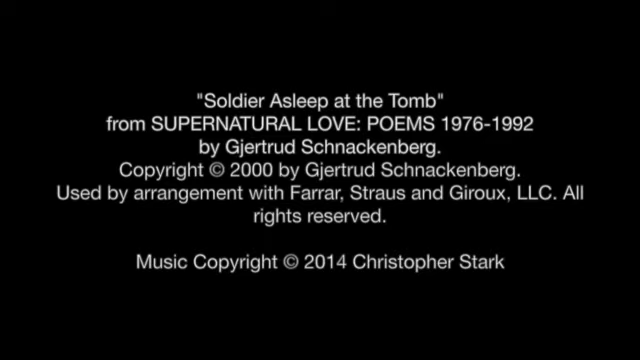 "Soldier Asleep at the Tomb"
from SUPERNATURAL LOVE: POEMS 1976-1992
by Gjertrud Schnackenberg.
Copyright © 2000 by Gjertrud Schnackenberg.
Used by arrangement with Farrar, Straus and Giroux, LLC. All
rights reserved.
Music Copyright © 2014 Christopher Stark